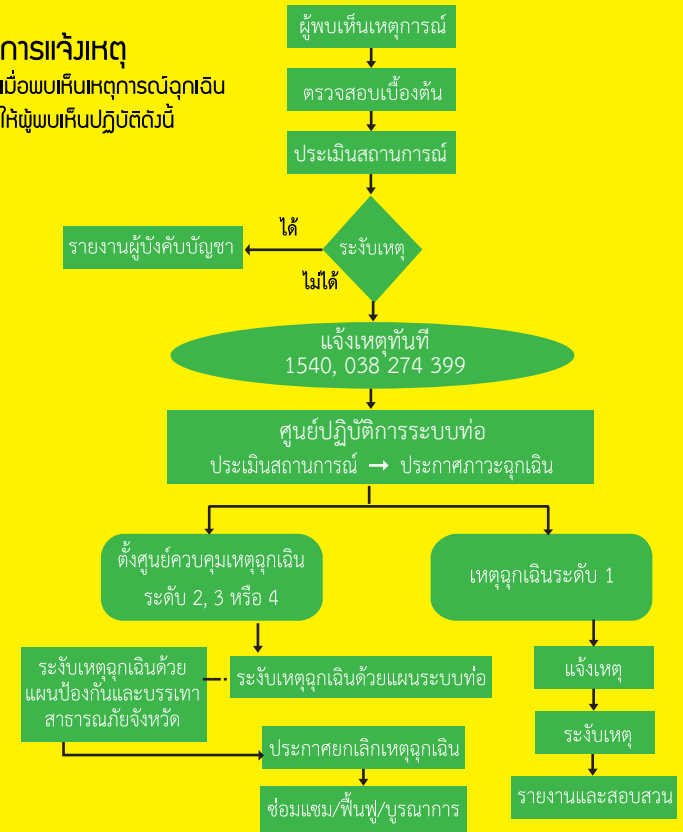 การแจ้งเหตุ
เมื่อพบเห็นเหตุการณ์ฉุกเฉิน
ให้ผู้พบเห็นปฏิบัติดังนี้
ผู้พบเห็นเหตุการณ์
ตรวจสอบเบื้องต้น
ประเมินสถานการณ์
ระงับเหตุ
ได้
รายงานผู้บังคับบัญชา
ไม่ได้
แจ้งเหตุทันที
1540, 038 274 399
ศูนย์ปฏิบัติการระบบท่อ
ประเมินสถานการณ์ → ประกาศภาวะฉุกเฉิน
ตั้งศูนย์ควบคุมเหตุฉุกเฉิน
ระดับ 2, 3 หรือ 4
เหตุฉุกเฉินระดับ 1
ระงับเหตุฉุกเฉินด้วย
แผนป้องกันและบรรเทา
สาธารณภัยจังหวัด
ระงับเหตุฉุกเฉินด้วยแผนระบบท่อ
แจ้งเหตุ
ระงับเหตุ
ประกาศยกเลิกเหตุฉุกเฉิน
ซ่อมแซม/ฟื้นฟู/บูรณาการ
รายงานและสอบสวน